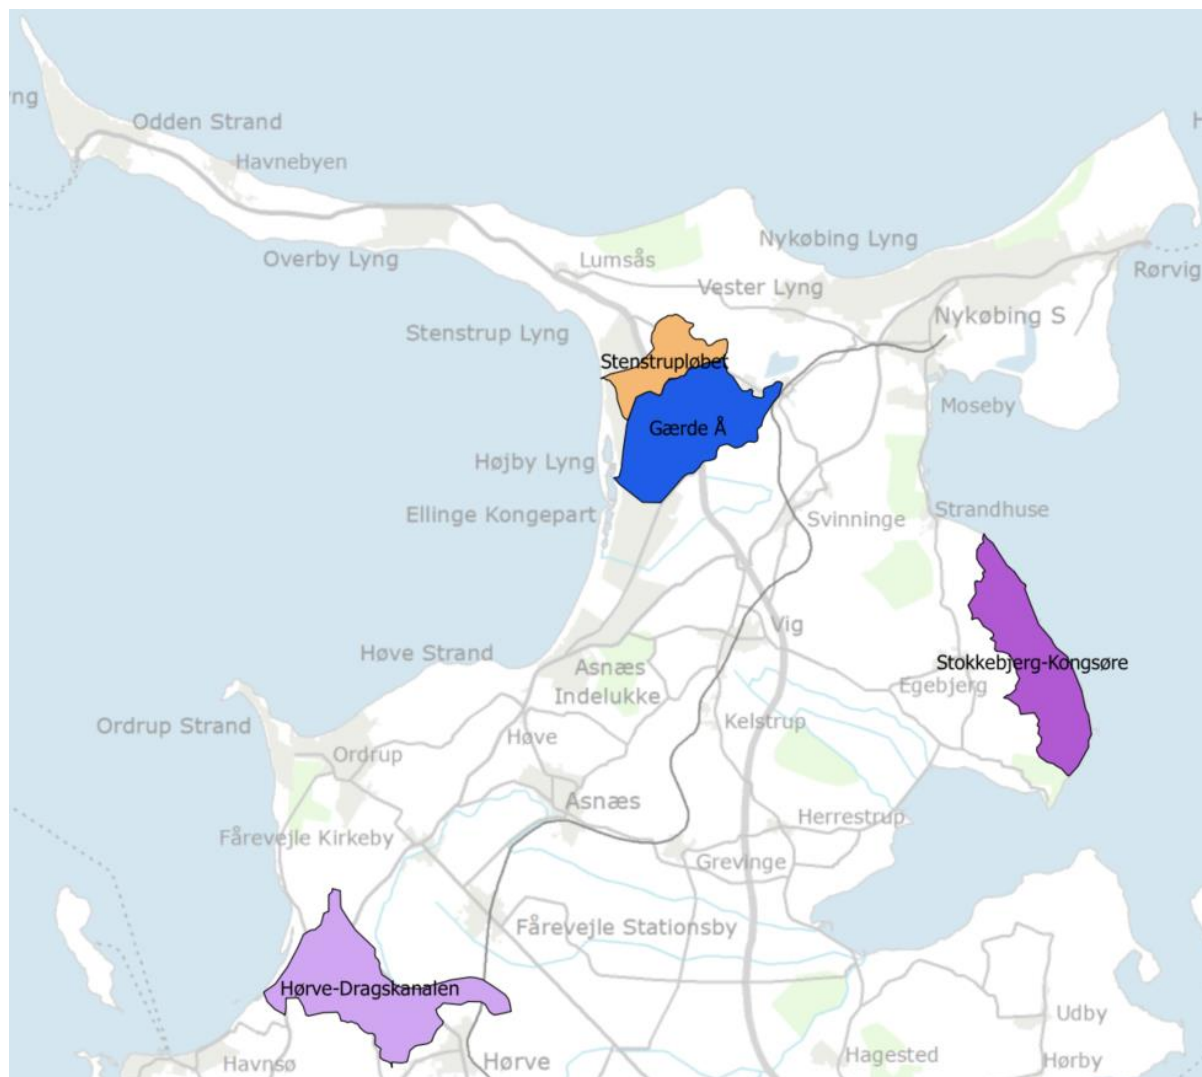 yng
H
Odden Strand
Havnebyen
Overby Lyng
Lumsås
Nykøbing Lyng
Rørvig
Vester Lyng
Nykøbing S
Stenstrup Lyng
Stenstrupløbet
Moseby
Gærde Å
Højby Lyng
Ellinge Kongepart
Svinninge
Strandhuse
Vig
Høve Strand
Asnæs
Indelukke
Stokkebjerg-Kongsøre
Egebjerg
Ordrup Strand
Kelstrup
Høve
Ordrup
Asnæs
Herrestrup
Fårevejle Kirkeby
Grevinge
Fårevejle Stationsby
Hørve-Dragskanalen
Udby
Havnsø
Hørve
Hagested
Hørby